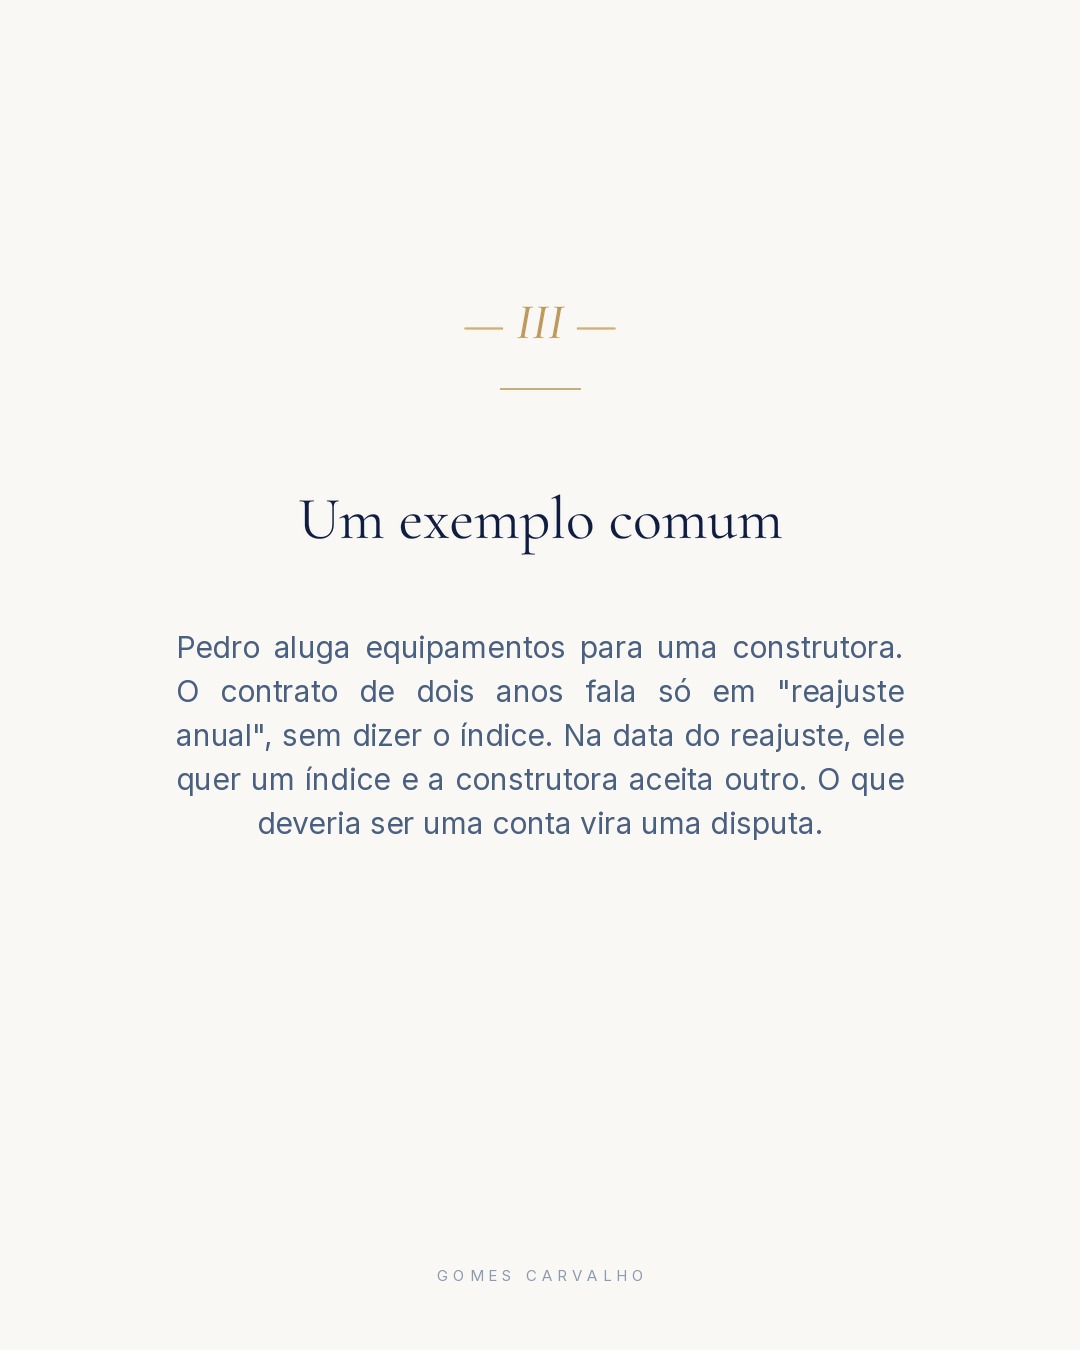 — III —
Um exemplo comum
Pedro aluga equipamentos para uma construtora.
O contrato de dois anos fala só em "reajuste
anual", sem dizer o índice. Na data do reajuste, ele
quer um índice e a construtora aceita outro. O que
deveria ser uma conta vira uma disputa.
GOMES CARVALHO